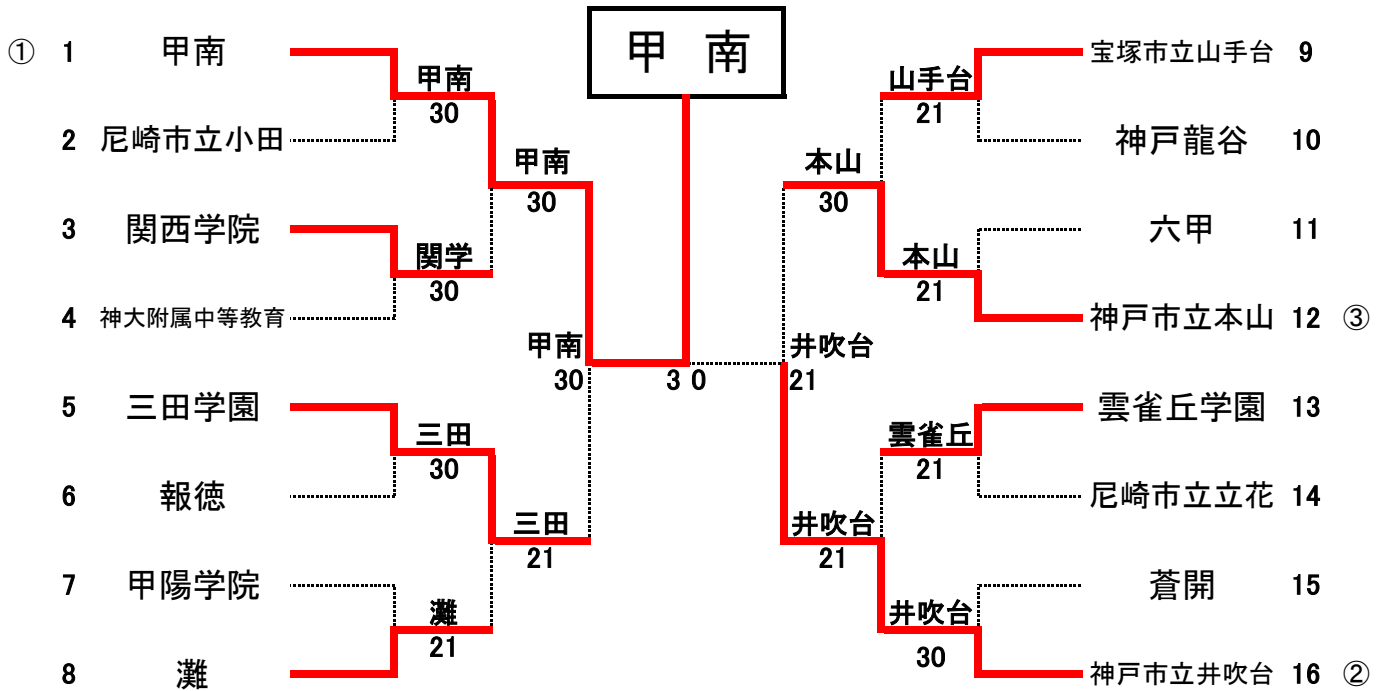 甲 南
① 1 甲南
甲南
30
2 尼崎市立小田
甲南
30
3 関西学院
関学
30
4 神大附属中等教育
甲南
30
5 三田学園
三田
30
6 報徳
三田
21
7 甲陽学院
灘
21
8 灘
3 0
宝塚市立山手台 9
山手台
21
神戸龍谷 10
本山
30
六甲 11
本山
21
神戸市立本山 12 ③
井吹台
21
雲雀丘学園 13
雲雀丘
21
尼崎市立立花 14
井吹台
21
蒼開 15
井吹台
30
神戸市立井吹台 16 ②